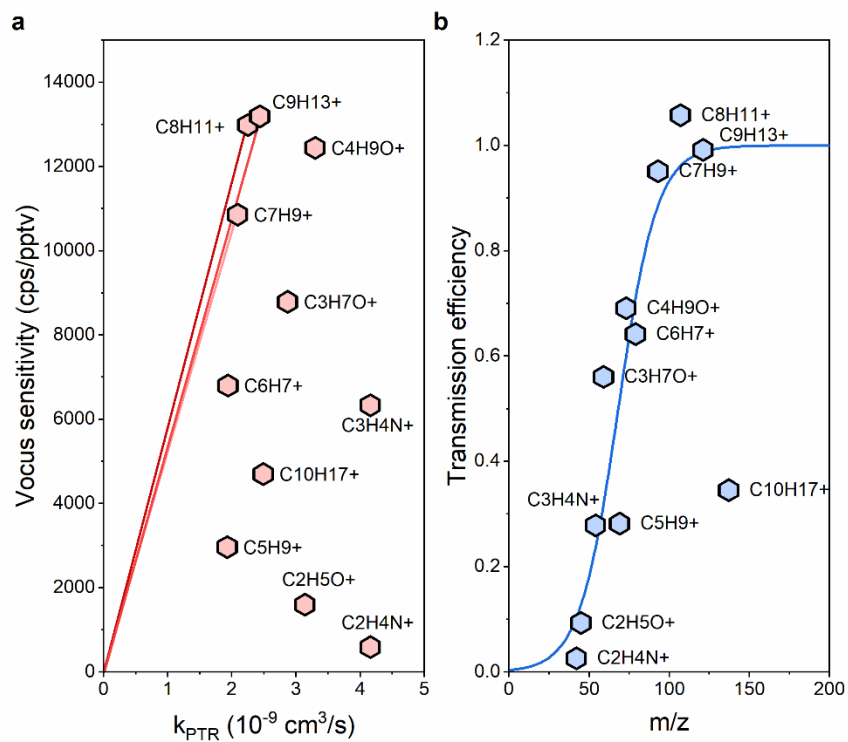 a
Vocus sensitivity (cps/pptv)
14000
12000
10000
8000
6000
4000
2000
0
C9H13+
C8H11+
C4H9O+
C7H9+
C3H7O+
C6H7+
C3H4N+
C10H17+
C5H9+
C2H5O+
C2H4N+
0 1 2 3 4 5
k_PTR (10^-9 cm^3/s)
b
Transmission efficiency
1.2
1.0
0.8
0.6
0.4
0.2
0.0
C8H11+
C9H13+
C7H9+
C4H9O+
C6H7+
C3H7O+
C10H17+
C3H4N+
C5H9+
C2H5O+
C2H4N+
0 50 100 150 200
m/z